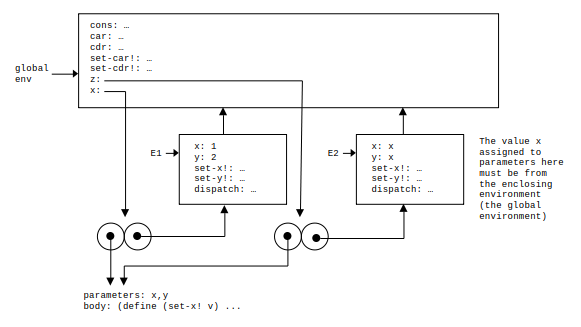 cons: …
car: …
cdr: …
set-car!: …
set-cdr!: …
z:
x:
global
env
E1
x: 1
y: 2
set-x!: …
set-y!: …
dispatch: …
E2
x: x
y: x
set-x!: …
set-y!: …
dispatch: …
The value x
assigned to
parameters here
must be from
the enclosing
environment
(the global
environment)
parameters: x,y
body: (define (set-x! v) ...